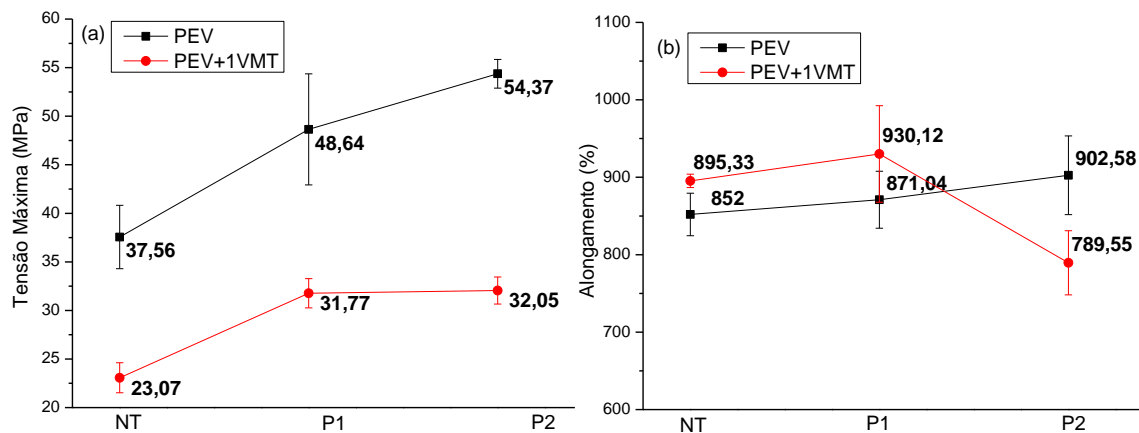 (a)
PEV
PEV+1VMT
Tensão Máxima (MPa)
60
55
50
45
40
35
30
25
20
54,37
48,64
37,56
31,77
32,05
23,07
NT
P1
P2
(b)
PEV
PEV+1VMT
Alongamento (%)
1100
1000
900
800
700
600
930,12
895,33
902,58
871,04
852
789,55
NT
P1
P2